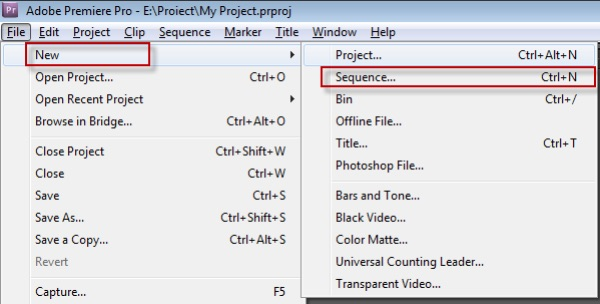 Pr Adobe Premiere Pro - E:\Proiect\My Project.prproj
File Edit Project Clip Sequence Marker Title Window Help
New
Open Project... Ctrl+O
Open Recent Project
Browse in Bridge... Ctrl+Alt+O
Close Project Ctrl+Shift+W
Close Ctrl+W
Save Ctrl+S
Save As... Ctrl+Shift+S
Save a Copy... Ctrl+Alt+S
Revert
Capture... F5
Project... Ctrl+Alt+N
Sequence... Ctrl+N
Bin Ctrl+/
Offline File...
Title... Ctrl+T
Photoshop File...
Bars and Tone...
Black Video...
Color Matte...
Universal Counting Leader...
Transparent Video...